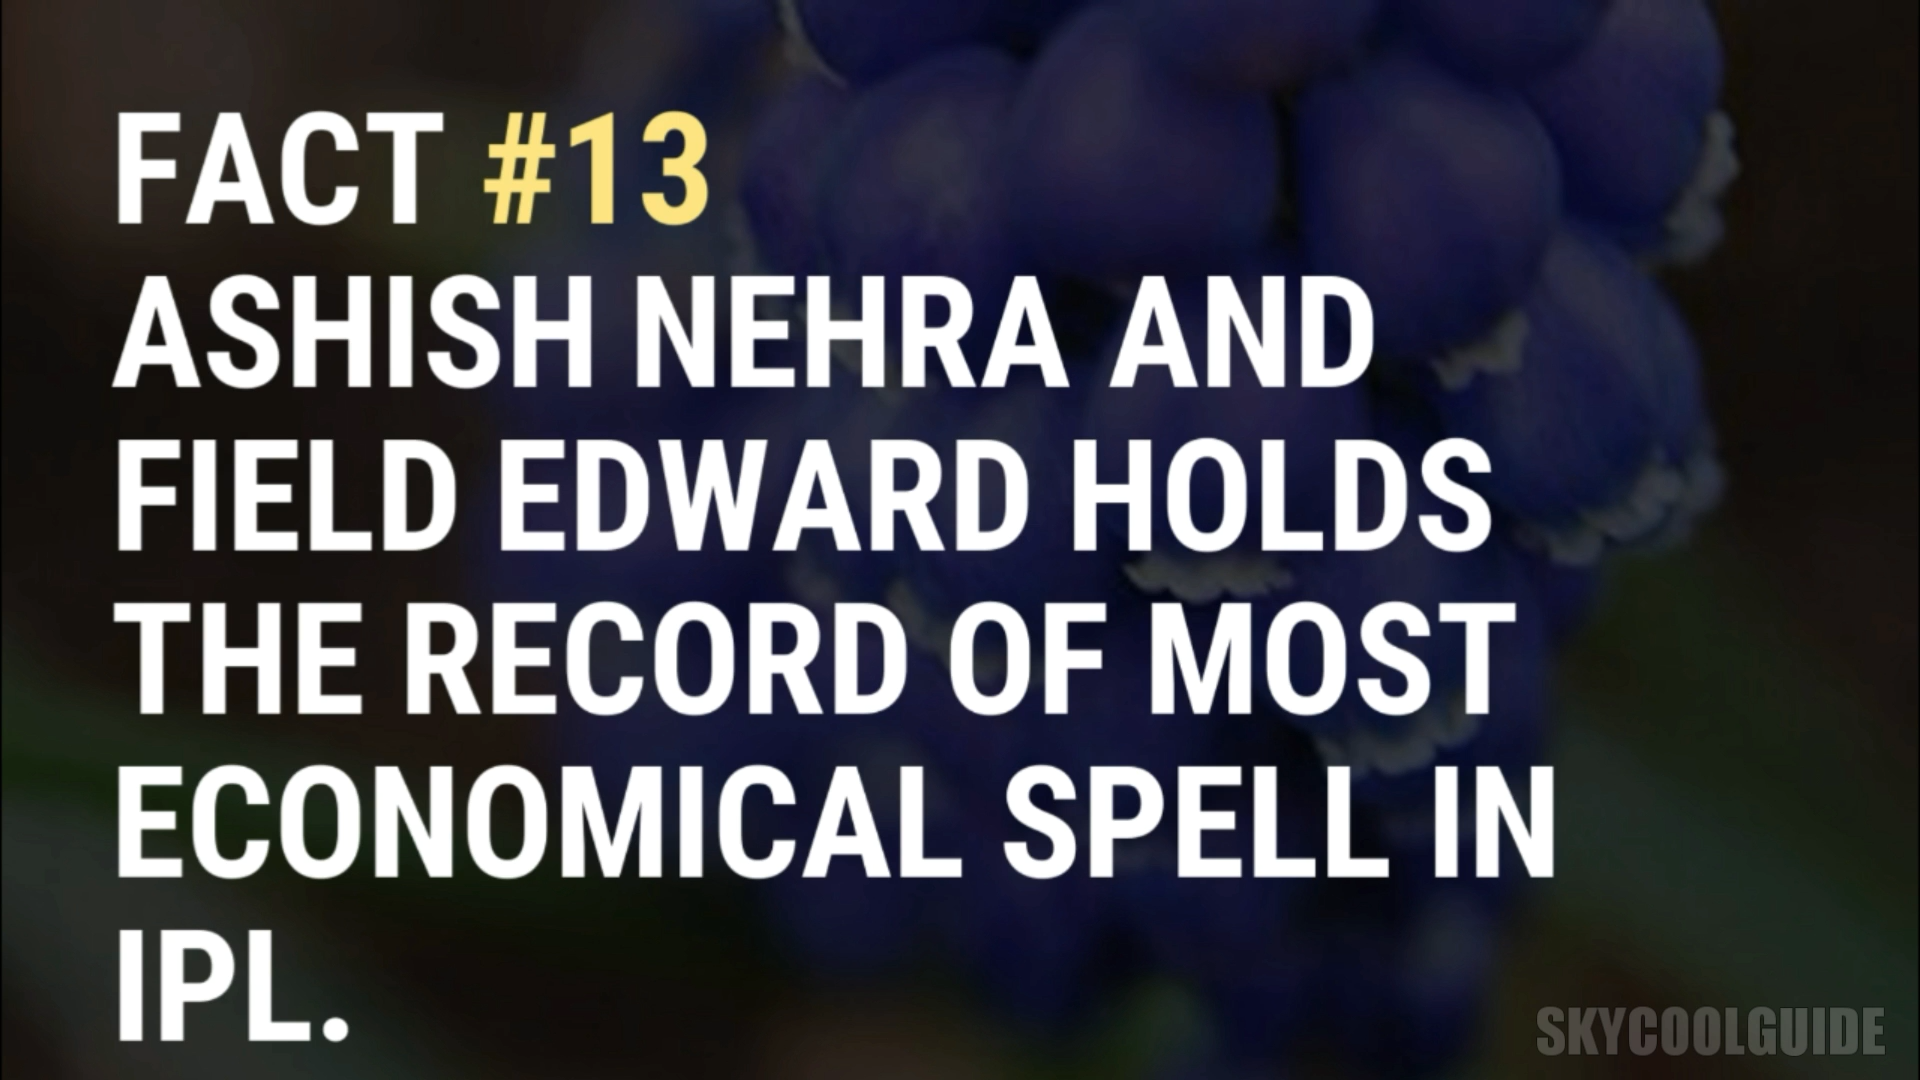 FACT #13
ASHISH NEHRA AND
FIELD EDWARD HOLDS
THE RECORD OF MOST
ECONOMICAL SPELL IN
IPL.
SKYCOOLGUIDE